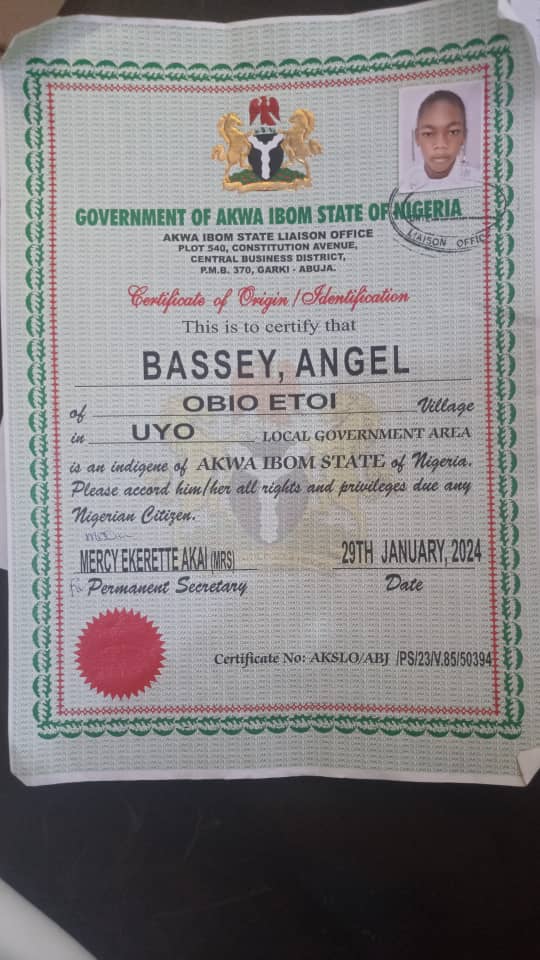 GOVERNMENT OF AKWA IBOM STATE OF NIGERIA
LIAISON OFFICE
AKWA IBOM STATE LIAISON OFFICE
PLOT 540, CONSTITUTION AVENUE,
CENTRAL BUSINESS DISTRICT,
P.M.B. 370, GARKI - ABUJA.
Certificate of Origin / Identification
This is to certify that
BASSEY, ANGEL
of OBIO ETOI Village
in UYO LOCAL GOVERNMENT AREA
is an indigene of AKWA IBOM STATE of Nigeria.
Please accord him/her all rights and privileges due any
Nigerian Citizen.
MERCY EKERETTE AKAI (MRS) 29TH JANUARY, 2024
Permanent Secretary Date
Certificate No: AKSLO/ABJ /PS/23/V.85/50394